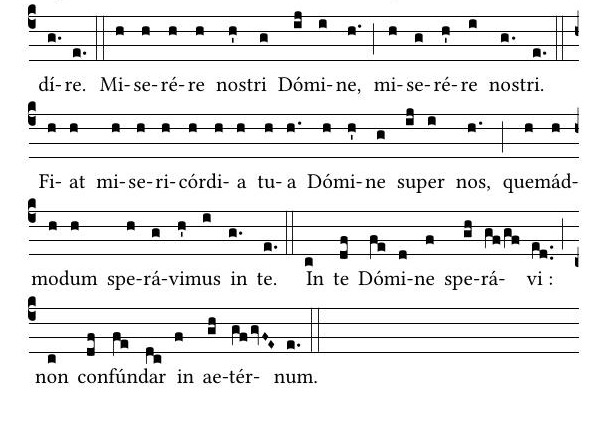 dí-re. Mi-se-ré-re nostri Dómi-ne, mi-se-ré-re nostri.
Fi-at mi-se-ri-córdi-a tu-a Dómi-ne super nos, quemád-
modum spe-rá-vimus in te. In te Dómi-ne spe-rá- vi :
non confúndar in ae-tér- num.